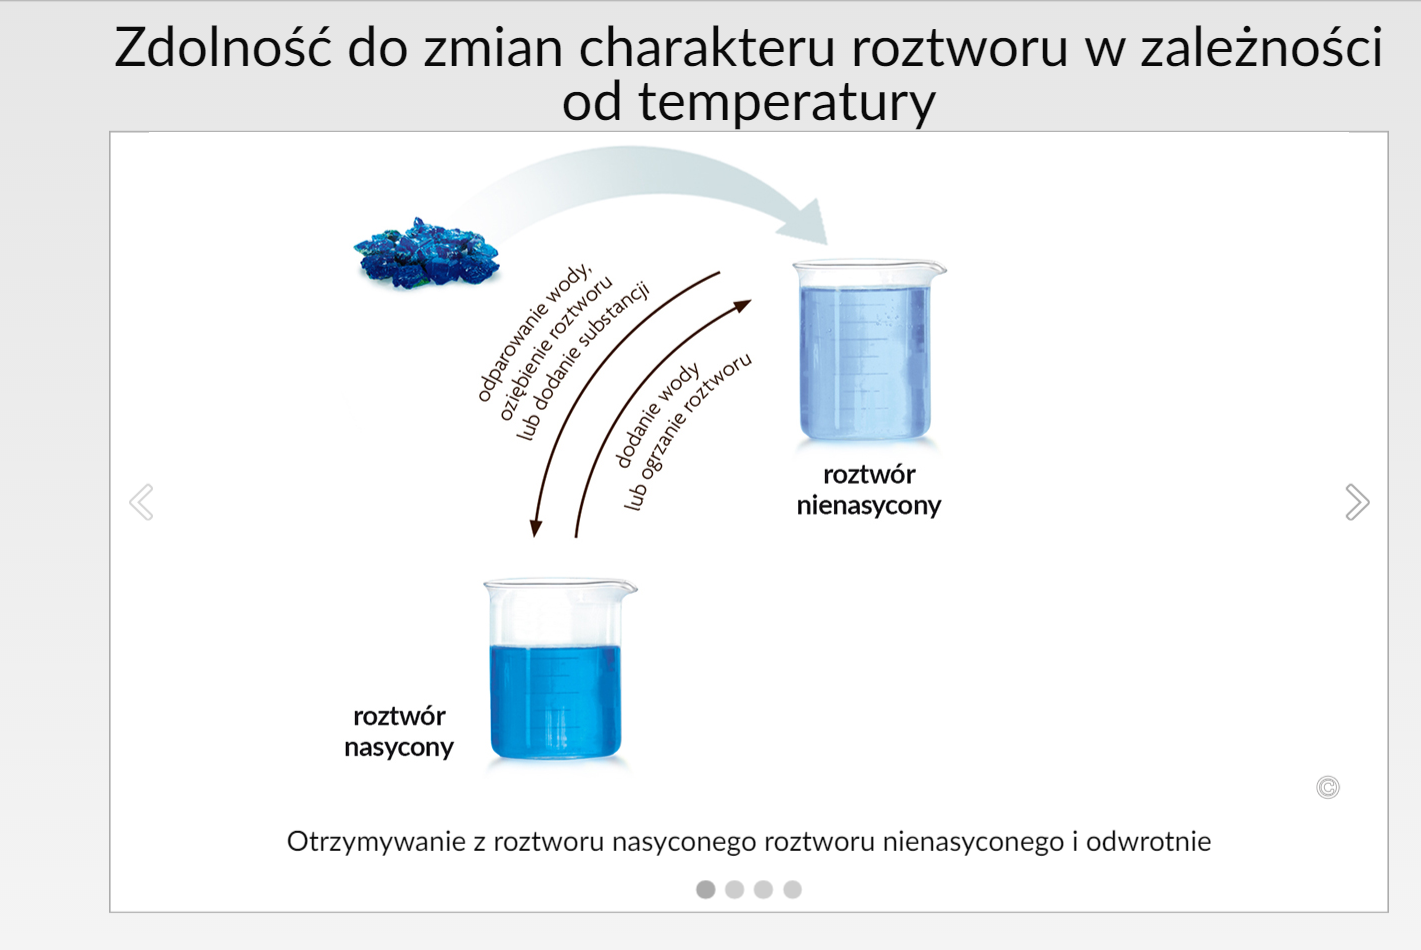 Zdolność do zmian charakteru roztworu w zależności
od temperatury
odparowanie wody,
oziębienie roztworu
lub dodanie substancji
dodanie wody
lub ogrzanie roztworu
roztwór
nienasycony
roztwór
nasycony
©
Otrzymywanie z roztworu nasyconego roztworu nienasyconego i odwrotnie